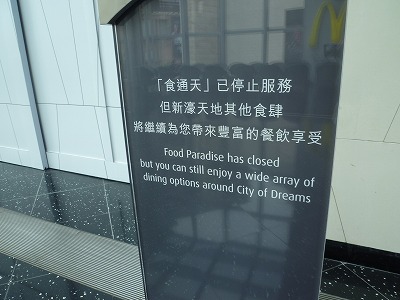 「食通天」已停止服務
但新濠天地其他食肆
將繼續為您帶來豐富的餐飲享受
Food Paradise has closed
but you can still enjoy a wide array of
dining options around City of Dreams